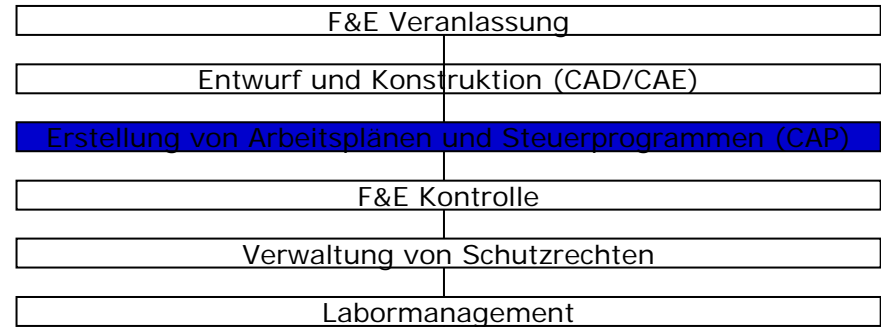 F&E Veranlassung
Entwurf und Konstruktion (CAD/CAE)
Erstellung von Arbeitsplänen und Steuerprogrammen (CAP)
F&E Kontrolle
Verwaltung von Schutzrechten
Labormanagement